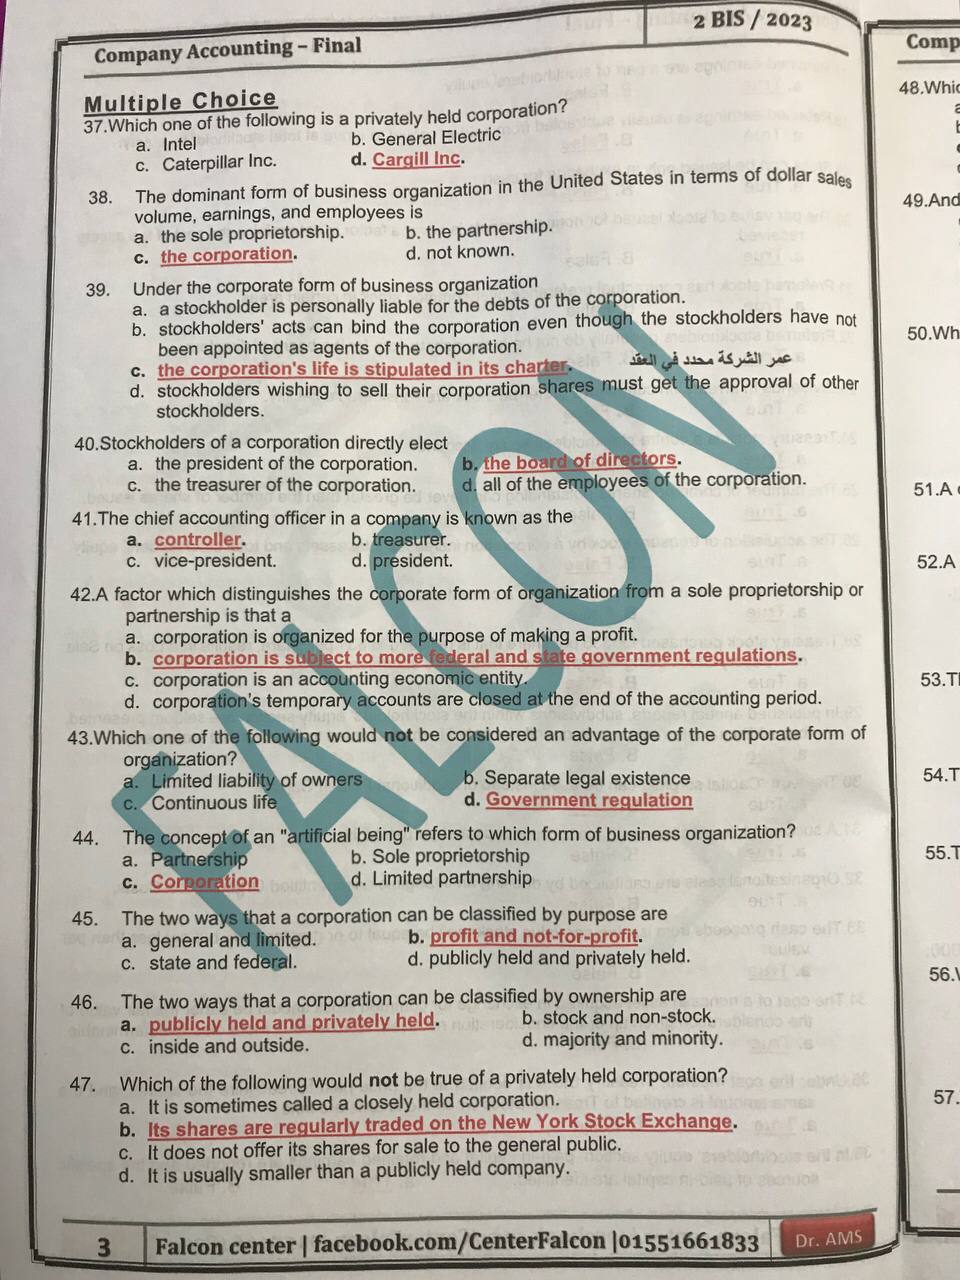 Company Accounting – Final
2 BIS / 2023
Multiple Choice
37.Which one of the following is a privately held corporation?
a. Intel b. General Electric
c. Caterpillar Inc. d. Cargill Inc.
38. The dominant form of business organization in the United States in terms of dollar sales
volume, earnings, and employees is
a. the sole proprietorship. b. the partnership.
c. the corporation. d. not known.
39. Under the corporate form of business organization
a. a stockholder is personally liable for the debts of the corporation.
b. stockholders' acts can bind the corporation even though the stockholders have not
been appointed as agents of the corporation.
c. the corporation's life is stipulated in its charter. عمر الشركة محدد في العقد
d. stockholders wishing to sell their corporation shares must get the approval of other
stockholders.
40.Stockholders of a corporation directly elect
a. the president of the corporation. b. the board of directors.
c. the treasurer of the corporation. d. all of the employees of the corporation.
41.The chief accounting officer in a company is known as the
a. controller. b. treasurer.
c. vice-president. d. president.
42.A factor which distinguishes the corporate form of organization from a sole proprietorship or
partnership is that a
a. corporation is organized for the purpose of making a profit.
b. corporation is subject to more federal and state government regulations.
c. corporation is an accounting economic entity.
d. corporation's temporary accounts are closed at the end of the accounting period.
43.Which one of the following would not be considered an advantage of the corporate form of
organization?
a. Limited liability of owners b. Separate legal existence
c. Continuous life d. Government regulation
44. The concept of an "artificial being" refers to which form of business organization?
a. Partnership b. Sole proprietorship
c. Corporation d. Limited partnership
45. The two ways that a corporation can be classified by purpose are
a. general and limited. b. profit and not-for-profit.
c. state and federal. d. publicly held and privately held.
46. The two ways that a corporation can be classified by ownership are
a. publicly held and privately held. b. stock and non-stock.
c. inside and outside. d. majority and minority.
47. Which of the following would not be true of a privately held corporation?
a. It is sometimes called a closely held corporation.
b. Its shares are regularly traded on the New York Stock Exchange.
c. It does not offer its shares for sale to the general public.
d. It is usually smaller than a publicly held company.
FALCON
3 Falcon center | facebook.com/CenterFalcon |01551661833 Dr. AMS
Comp
48.Whic
49.And
50.Wh
51.A
52.A
53.T
54.T
55.T
56.
57.